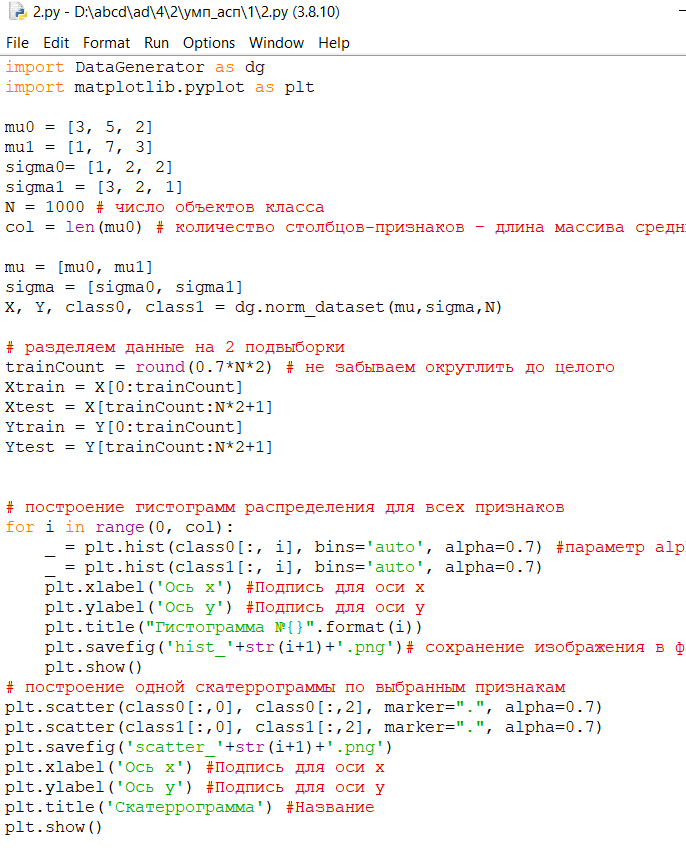 2.py - D:\abcd\ad\4\2\умп_асп\1\2.py (3.8.10)
File Edit Format Run Options Window Help
import DataGenerator as dg
import matplotlib.pyplot as plt
mu0 = [3, 5, 2]
mu1 = [1, 7, 3]
sigma0= [1, 2, 2]
sigma1 = [3, 2, 1]
N = 1000 # число объектов класса
col = len(mu0) # количество столбцов-признаков – длина массива средн
mu = [mu0, mu1]
sigma = [sigma0, sigma1]
X, Y, class0, class1 = dg.norm_dataset(mu,sigma,N)
# разделяем данные на 2 подвыборки
trainCount = round(0.7*N*2) # не забываем округлить до целого
Xtrain = X[0:trainCount]
Xtest = X[trainCount:N*2+1]
Ytrain = Y[0:trainCount]
Ytest = Y[trainCount:N*2+1]
# построение гистограмм распределения для всех признаков
for i in range(0, col):
    _ = plt.hist(class0[:, i], bins='auto', alpha=0.7) #параметр alp
    _ = plt.hist(class1[:, i], bins='auto', alpha=0.7)
    plt.xlabel('Ось x') #Подпись для оси x
    plt.ylabel('Ось y') #Подпись для оси y
    plt.title("Гистограмма №{}".format(i))
    plt.savefig('hist_'+str(i+1)+'.png')# сохранение изображения в ф
    plt.show()
# построение одной скатеррограммы по выбранным признакам
plt.scatter(class0[:,0], class0[:,2], marker=".", alpha=0.7)
plt.scatter(class1[:,0], class1[:,2], marker=".", alpha=0.7)
plt.savefig('scatter_'+str(i+1)+'.png')
plt.xlabel('Ось x') #Подпись для оси x
plt.ylabel('Ось y') #Подпись для оси y
plt.title('Скатеррограмма') #Название
plt.show()